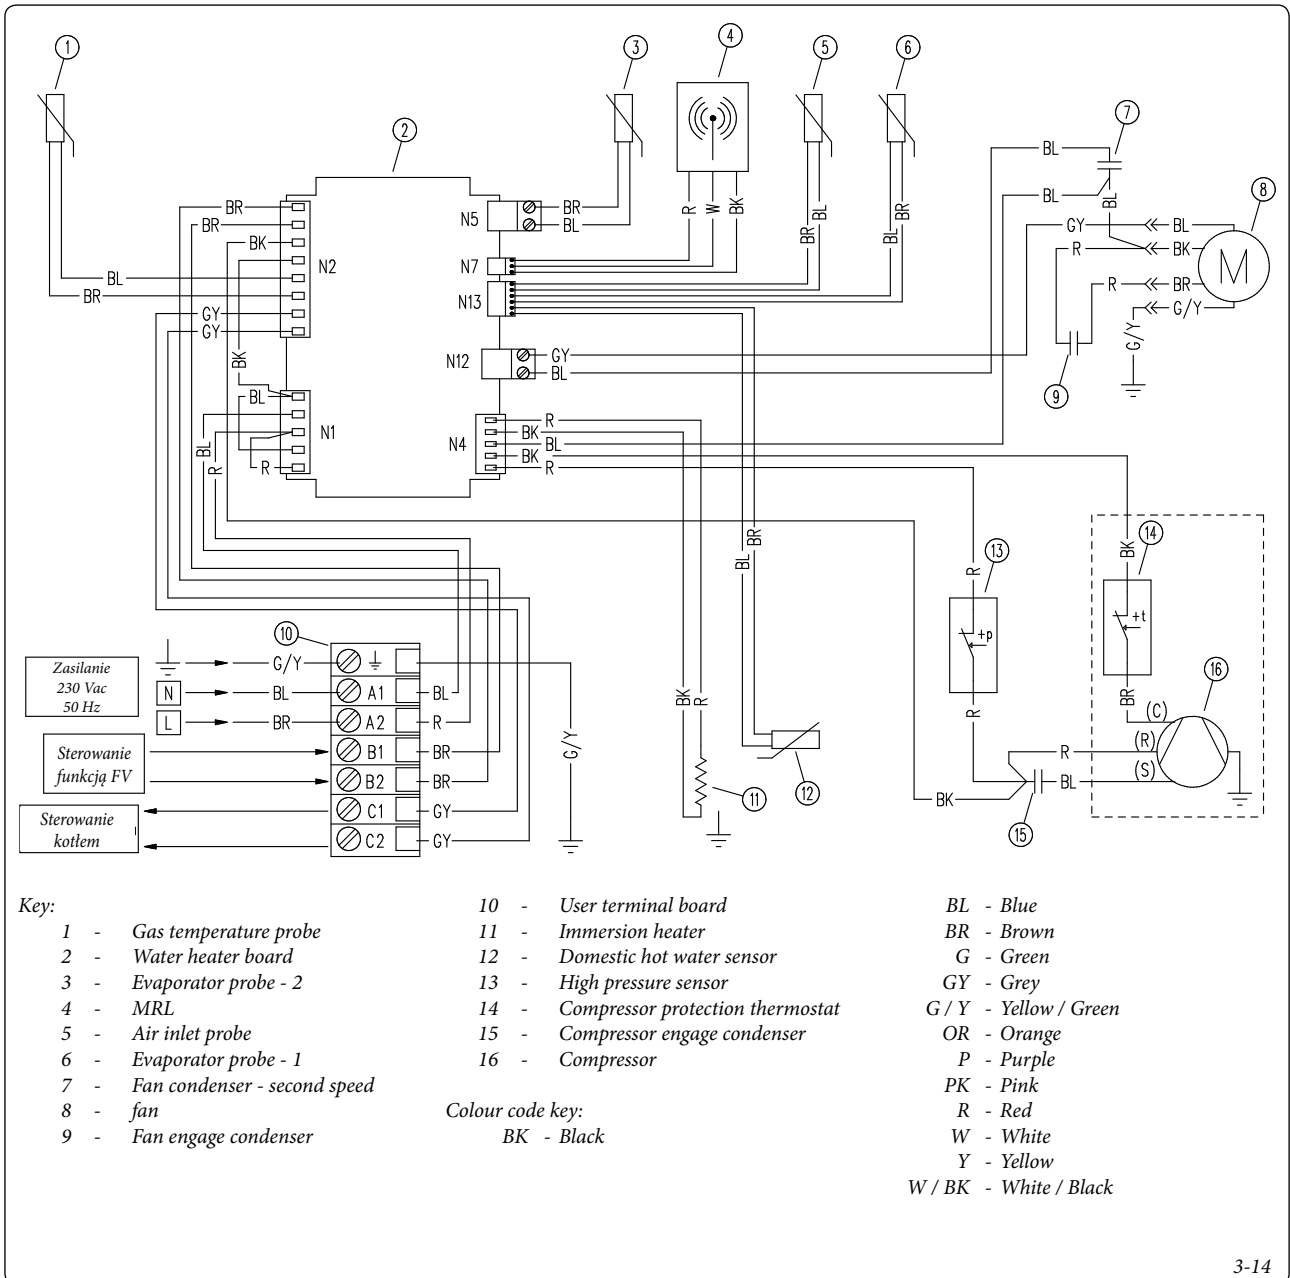 1
3
4
5
6
2
7
8
BL
BL
BL
BR
BR
BK
N2
BL
BR
GY
GY
N5
BR
BL
R
W
BK
BR
BL
BL
BR
N7
N13
GY
BL
R
BK
M
R
BR
G/Y
G/Y
9
N12
GY
BL
BK
BL
N1
BL
R
R
N4
R
BK
BL
BK
R
BL
BR
13
R
BK
14
+p
+t
10
Zasilanie
230 Vac
50 Hz
G/Y
N
BL
A1
BL
L
BR
A2
R
Sterowanie
funkcją FV
B1
BR
B2
BR
Sterowanie
kotłem
C1
GY
C2
GY
G/Y
BK
R
11
12
R
BR
(C)
(R)
(S)
16
R
BL
BK
15
Key:
1 - Gas temperature probe
2 - Water heater board
3 - Evaporator probe - 2
4 - MRL
5 - Air inlet probe
6 - Evaporator probe - 1
7 - Fan condenser - second speed
8 - fan
9 - Fan engage condenser
10 - User terminal board
11 - Immersion heater
12 - Domestic hot water sensor
13 - High pressure sensor
14 - Compressor protection thermostat
15 - Compressor engage condenser
16 - Compressor
Colour code key:
BK - Black
BL - Blue
BR - Brown
G - Green
GY - Grey
G / Y - Yellow / Green
OR - Orange
P - Purple
PK - Pink
R - Red
W - White
Y - Yellow
W / BK - White / Black
3-14